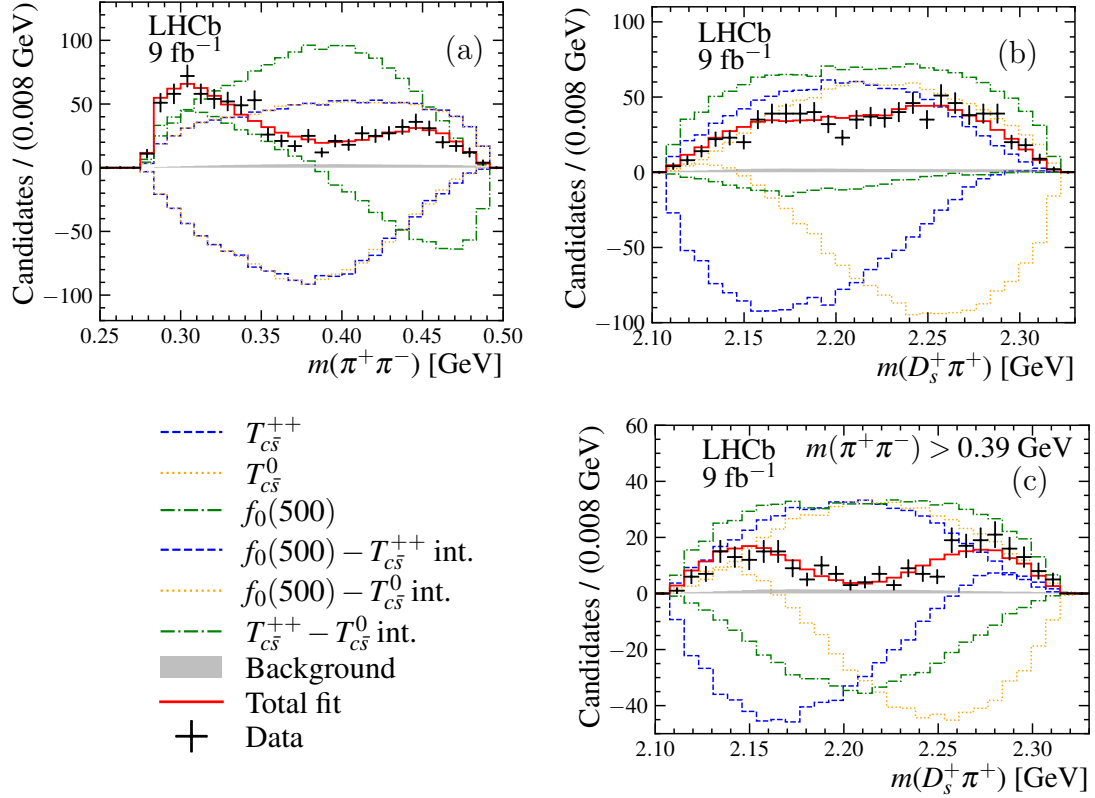 LHCb
9 fb⁻¹
(a)
Candidates / (0.008 GeV)
100
50
0
−50
−100
0.25 0.30 0.35 0.40 0.45 0.50
m(π⁺π⁻) [GeV]
LHCb
9 fb⁻¹
(b)
Candidates / (0.008 GeV)
100
50
0
−50
−100
2.10 2.15 2.20 2.25 2.30
m(D_s⁺π⁺) [GeV]
T_{cs̄}⁺⁺
T_{cs̄}⁰
f₀(500)
f₀(500) − T_{cs̄}⁺⁺ int.
f₀(500) − T_{cs̄}⁰ int.
T_{cs̄}⁺⁺ − T_{cs̄}⁰ int.
Background
Total fit
Data
LHCb m(π⁺π⁻) > 0.39 GeV
9 fb⁻¹
(c)
Candidates / (0.008 GeV)
60
40
20
0
−20
−40
2.10 2.15 2.20 2.25 2.30
m(D_s⁺π⁺) [GeV]